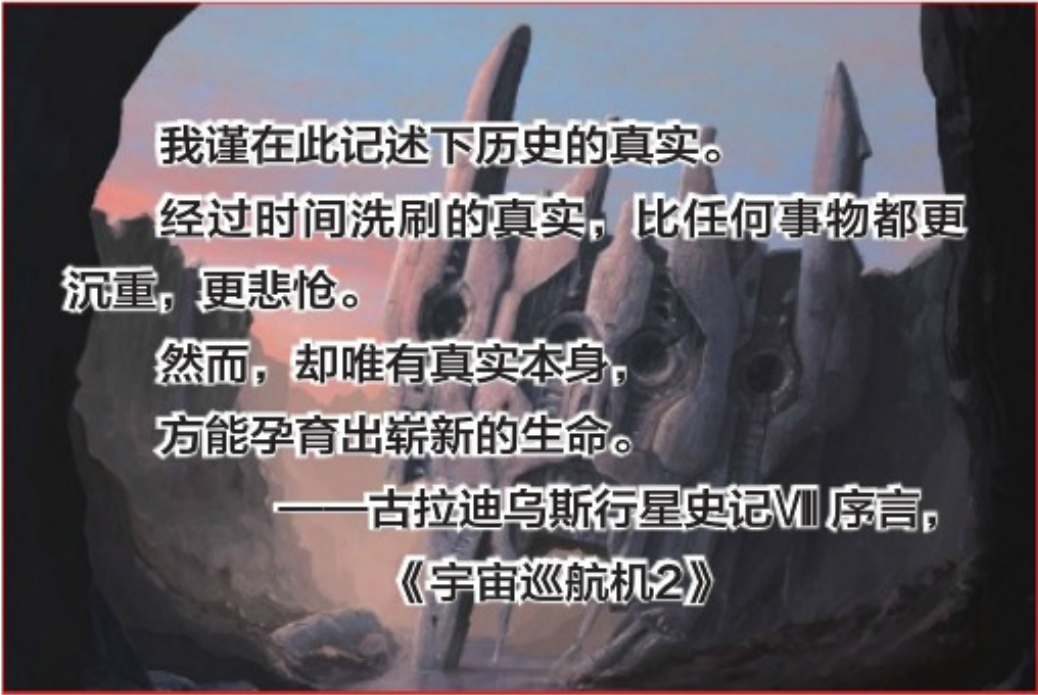 我谨在此记述下历史的真实。
经过时间洗刷的真实，比任何事物都更
沉重，更悲怆。
然而，却唯有真实本身，
方能孕育出崭新的生命。
——古拉迪乌斯行星史记Ⅷ 序言，
《宇宙巡航机2》